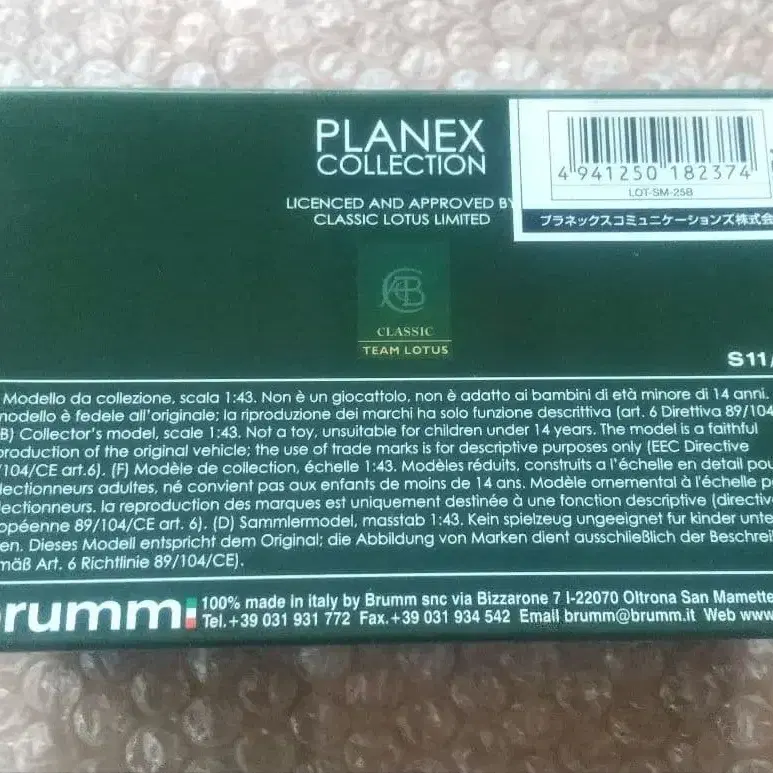 PLANEX
COLLECTION
LICENCED AND APPROVED BY
CLASSIC LOTUS LIMITED
4 941250 182374
LOT-SM-25B
プラネックスコミュニケーションズ株式会
ACBC
CLASSIC
TEAM LOTUS
S11/
Modello da collezione, scala 1:43. Non è un giocattolo, non è adatto ai bambini di età minore di 14 anni.
modello è fedele all'originale; la riproduzione dei marchi ha solo funzione descrittiva (art. 6 Direttiva 89/104
B) Collector's model, scale 1:43. Not a toy, unsuitable for children under 14 years. The model is a faithful
production of the original vehicle; the use of trade marks is for descriptive purposes only (EEC Directive
/104/CE art.6). (F) Modèle de collection, échelle 1:43. Modèles réduits, construits a l'échelle en detail pou
lectionneurs adultes, né convient pas aux enfants de moins de 14 ans. Modèle ornemental à l'échelle p
lectionneurs. la reproduction des marques est uniquement destinée à une fonction descriptive (directiv
opéenne 89/104/CE art. 6). (D) Sammlermodel, masstab 1:43. Kein spielzeug ungeeignet fur kinder unte
en. Dieses Modell entspricht dem Original; die Abbildung von Marken dient ausschließlich der Beschrei
mäß Art. 6 Richtlinie 89/104/CE).
brumm
100% made in italy by Brumm snc via Bizzarone 7 I-22070 Oltrona San Mamette
Tel.+39 031 931 772 Fax.+39 031 934 542 Email brumm@brumm.it Web www